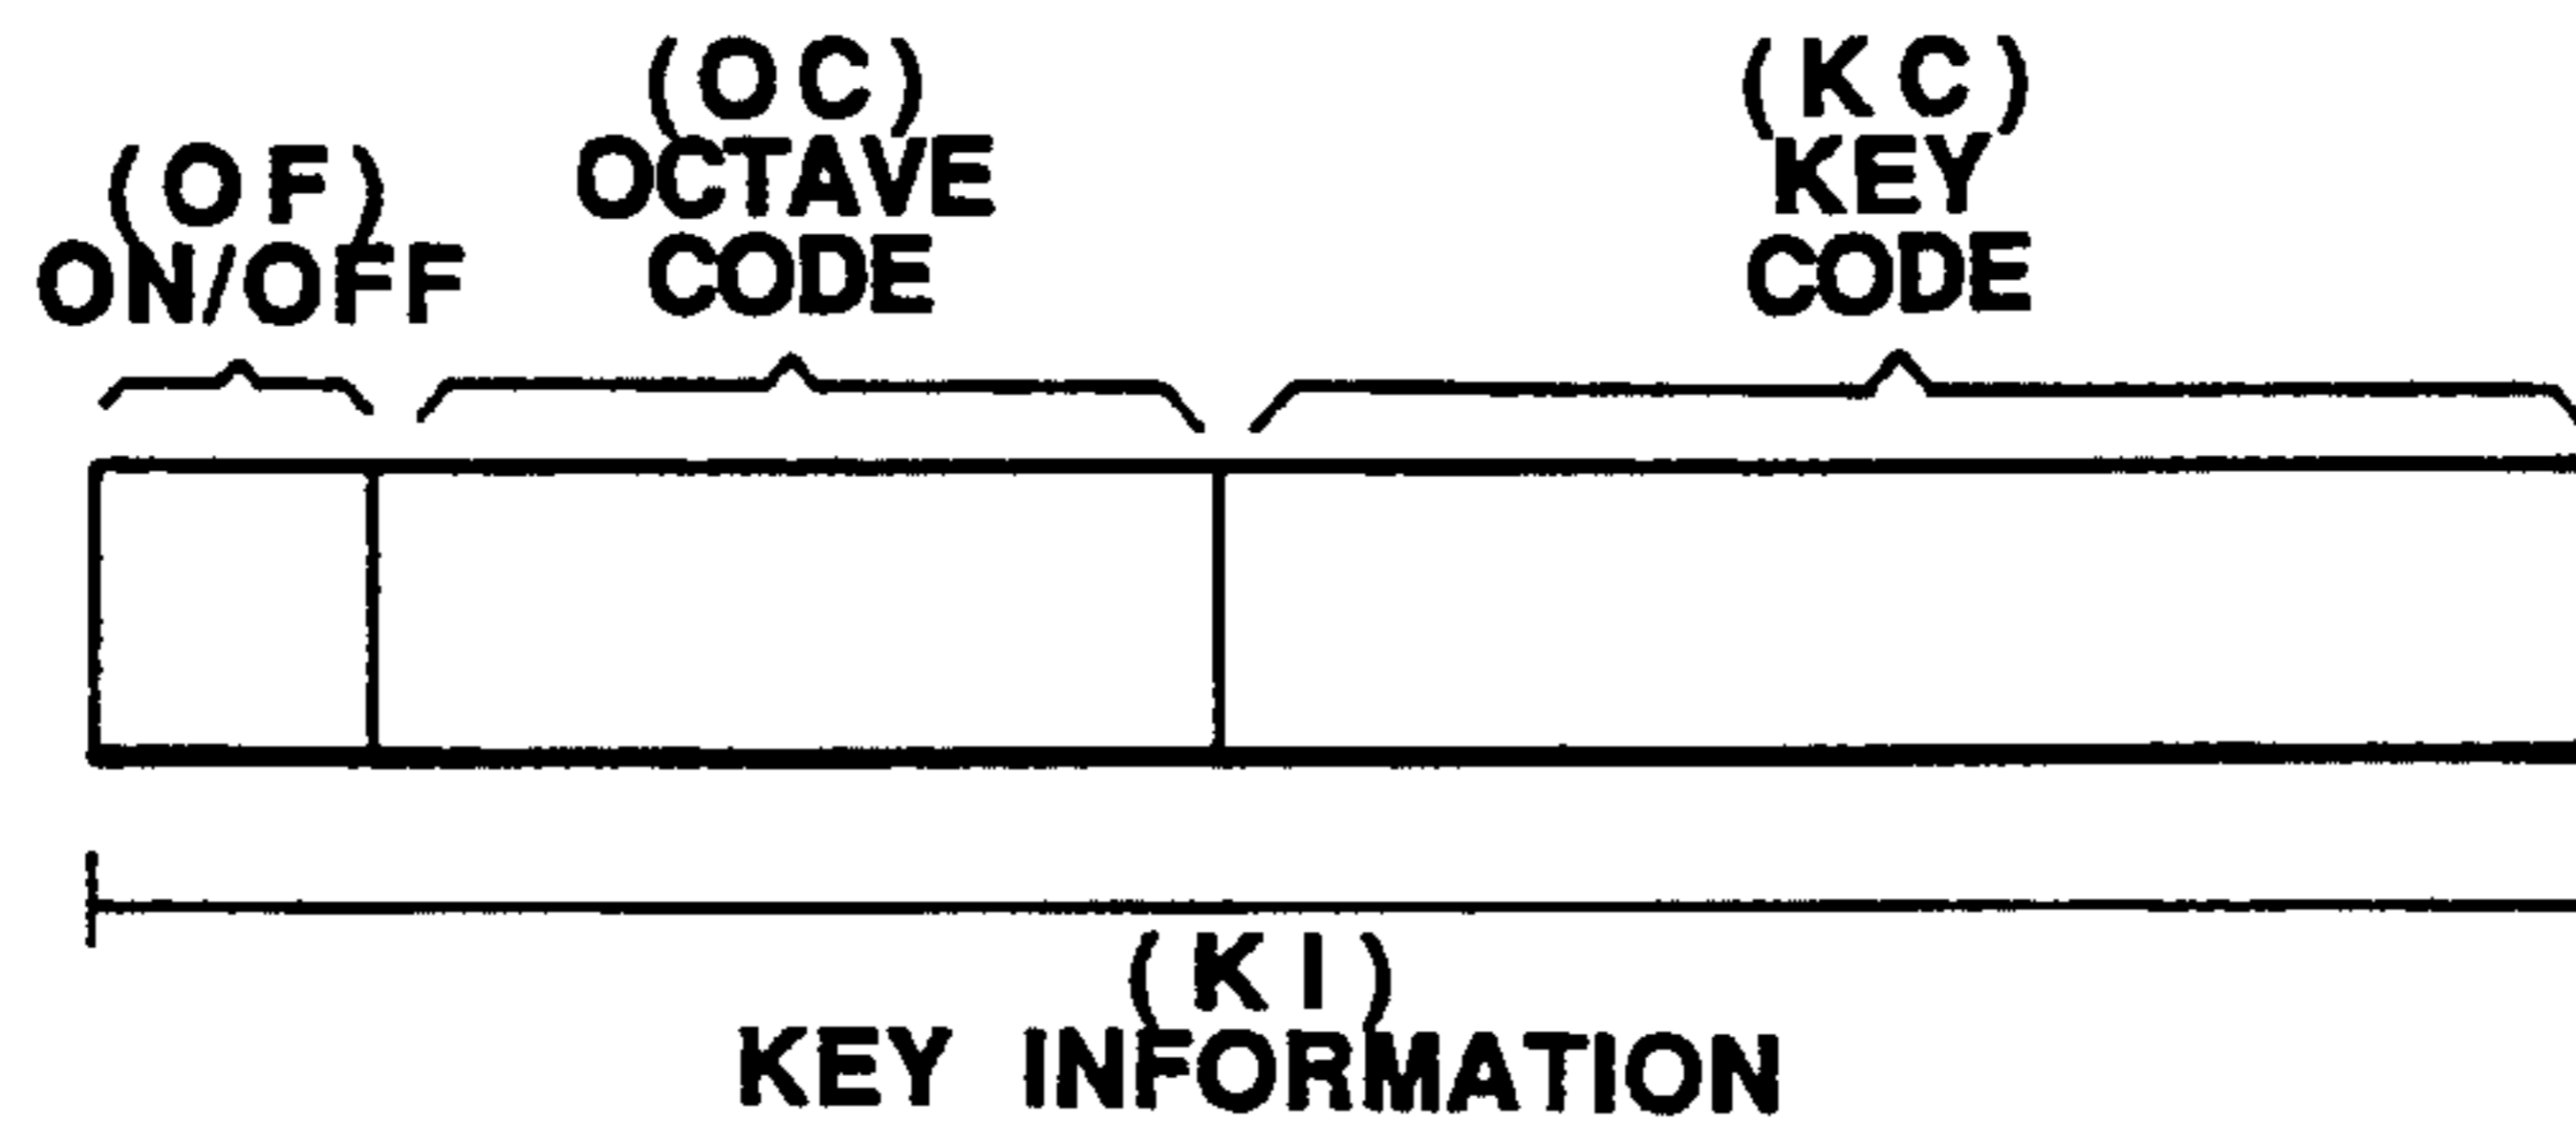 (OF)
ON/OFF
(OC)
OCTAVE
CODE
(KC)
KEY
CODE
(KI)
KEY INFORMATION